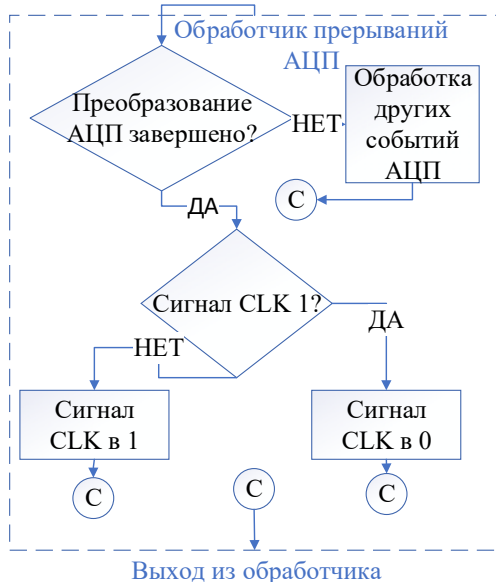 Обработчик прерываний
АЦП
Преобразование
АЦП завершено?
НЕТ
Обработка
других
событий
АЦП
С
ДА
Сигнал CLK 1?
НЕТ
ДА
Сигнал
CLK в 1
Сигнал
CLK в 0
С
С
С
Выход из обработчика